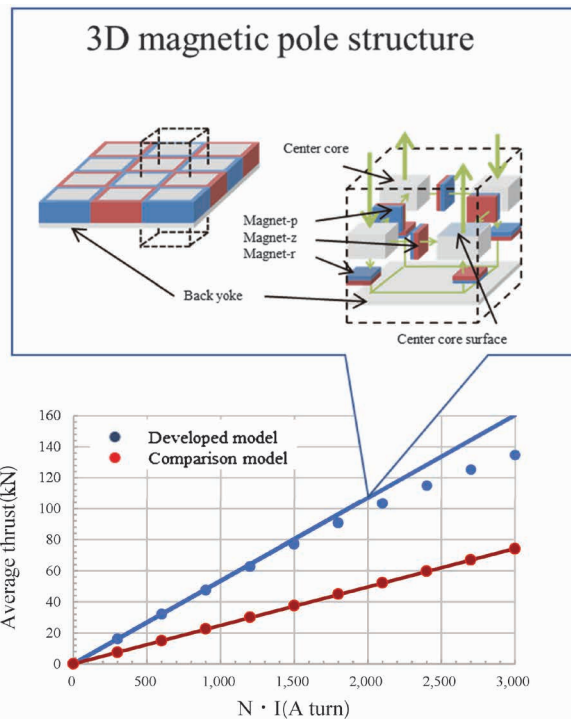 3D magnetic pole structure
Center core
Magnet-p
Magnet-z
Magnet-r
Back yoke
Center core surface
160
140
120
100
80
60
40
20
0
Average thrust(kN)
Developed model
Comparison model
0 500 1,000 1,500 2,000 2,500 3,000
N・I(A turn)